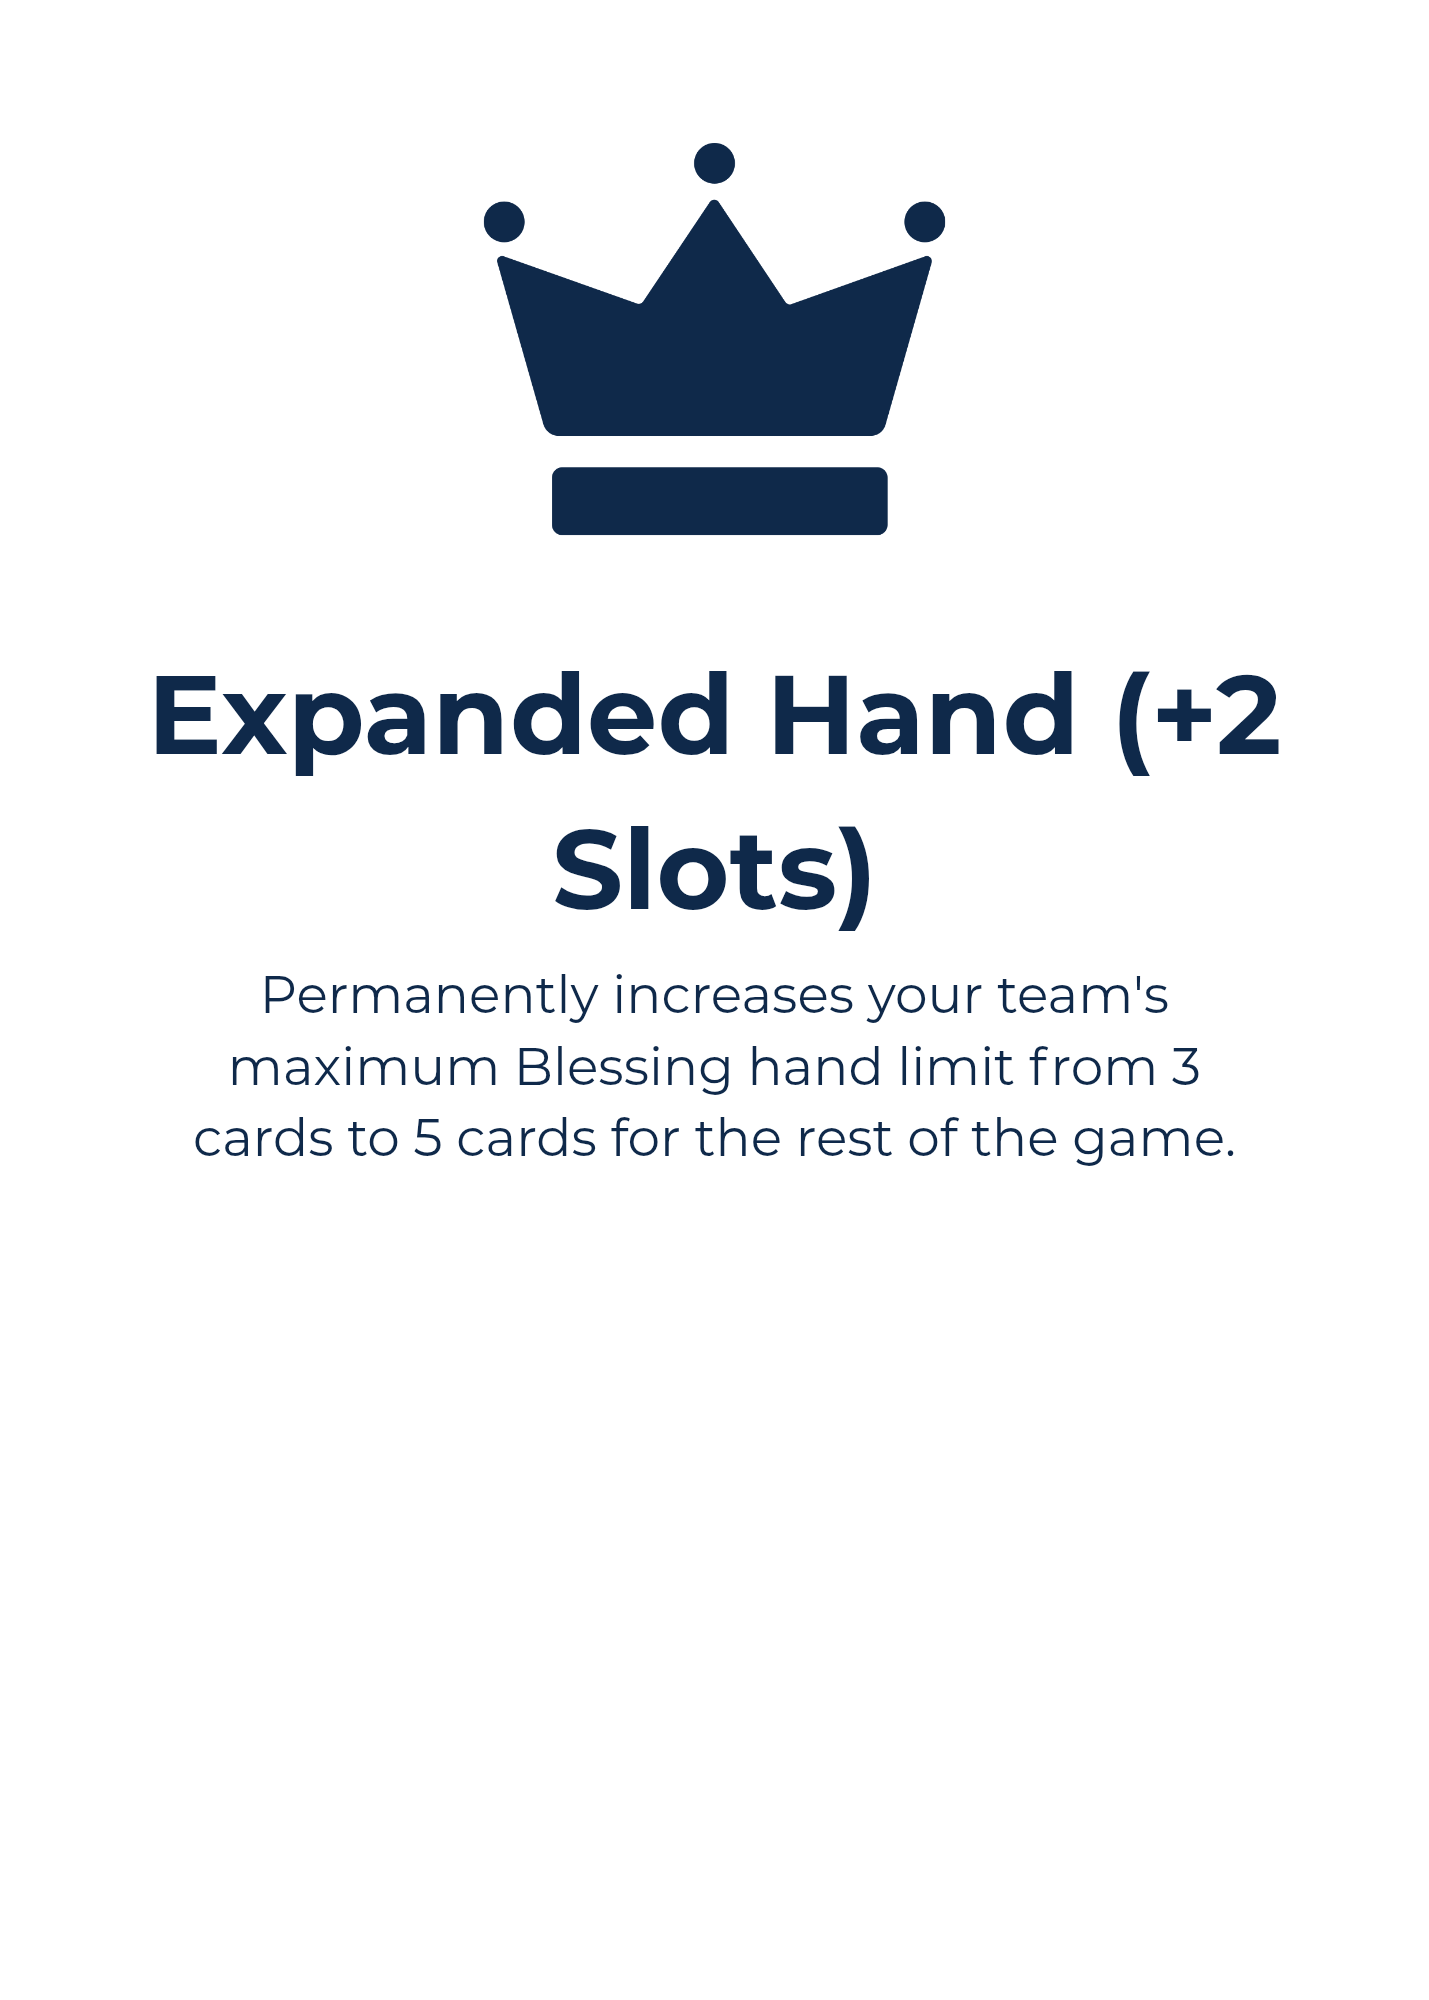 Expanded Hand (+2
Slots)
Permanently increases your team's
maximum Blessing hand limit from 3
cards to 5 cards for the rest of the game.